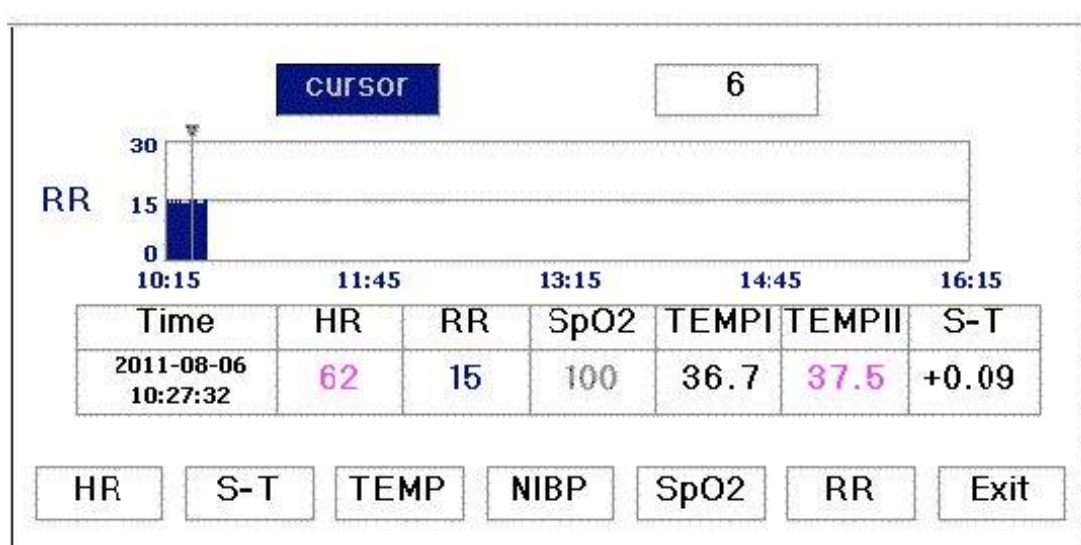 cursor 6
30
RR 15
0
10:15 11:45 13:15 14:45 16:15
Time HR RR SpO2 TEMPI TEMPII S-T
2011-08-06
10:27:32 62 15 100 36.7 37.5 +0.09
HR S-T TEMP NIBP SpO2 RR Exit